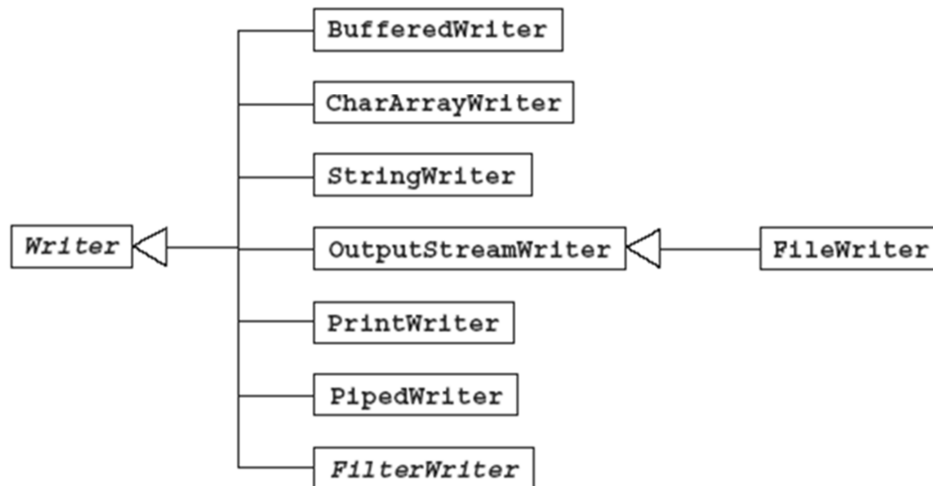 BufferedWriter
CharArrayWriter
StringWriter
Writer
OutputStreamWriter
FileWriter
PrintWriter
PipedWriter
FilterWriter